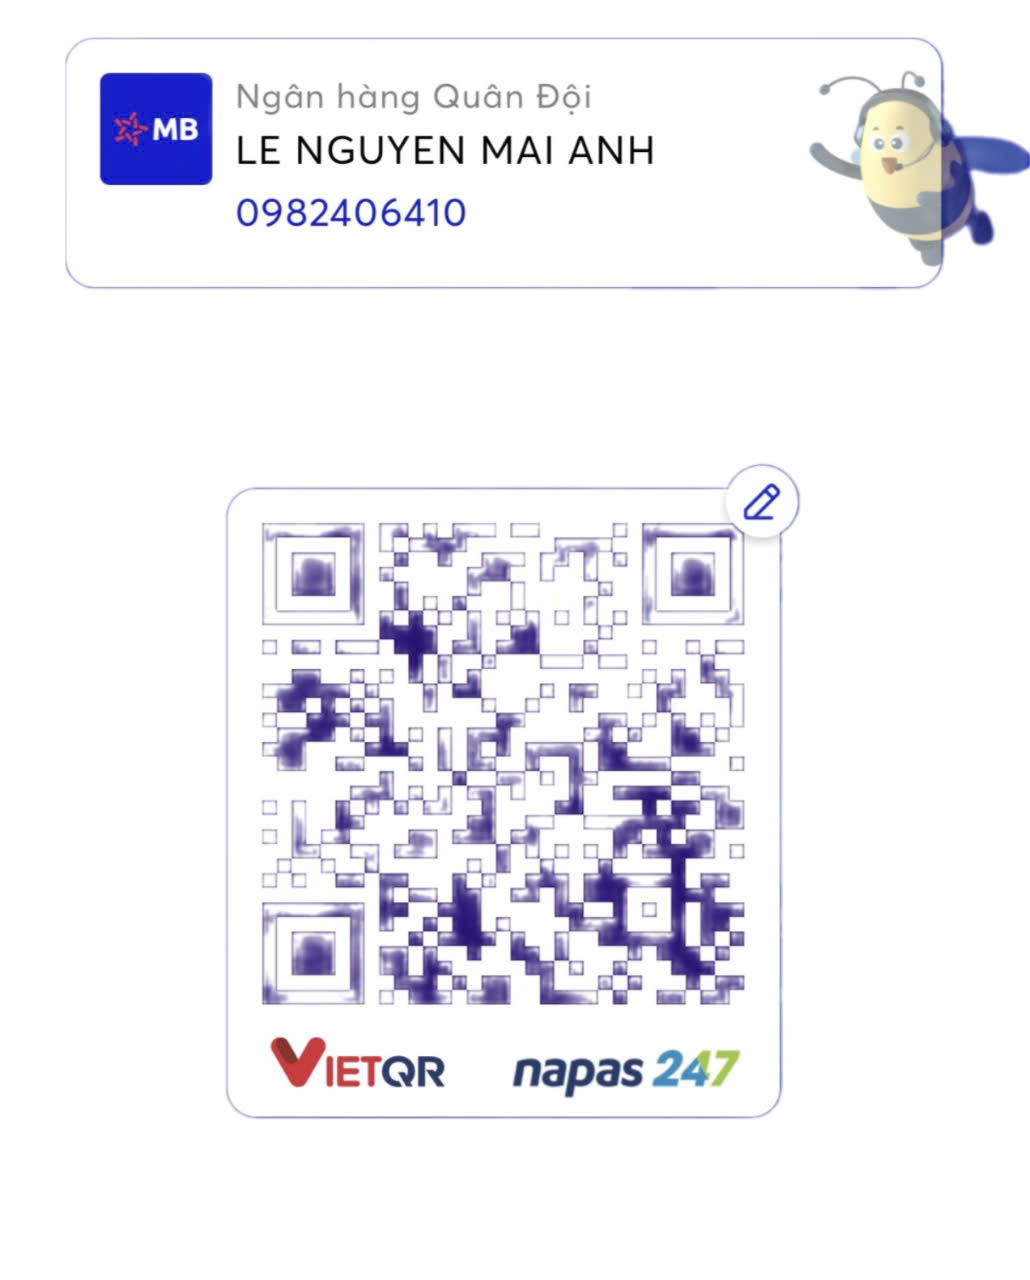 MB
Ngân hàng Quân Đội
LE NGUYEN MAI ANH
0982406410
VIETQR
napas 247